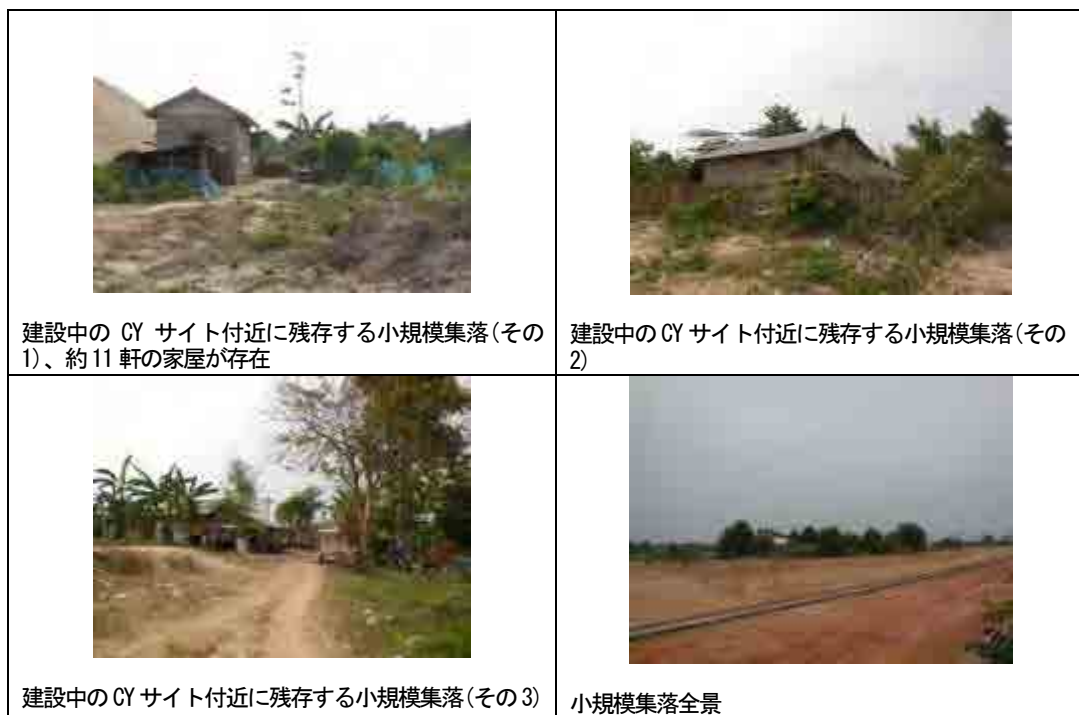 建設中の CY サイト付近に残存する小規模集落(その
1)、約11 軒の家屋が存在
建設中の CY サイト付近に残存する小規模集落(その
2)
建設中の CY サイト付近に残存する小規模集落(その 3)
小規模集落全景